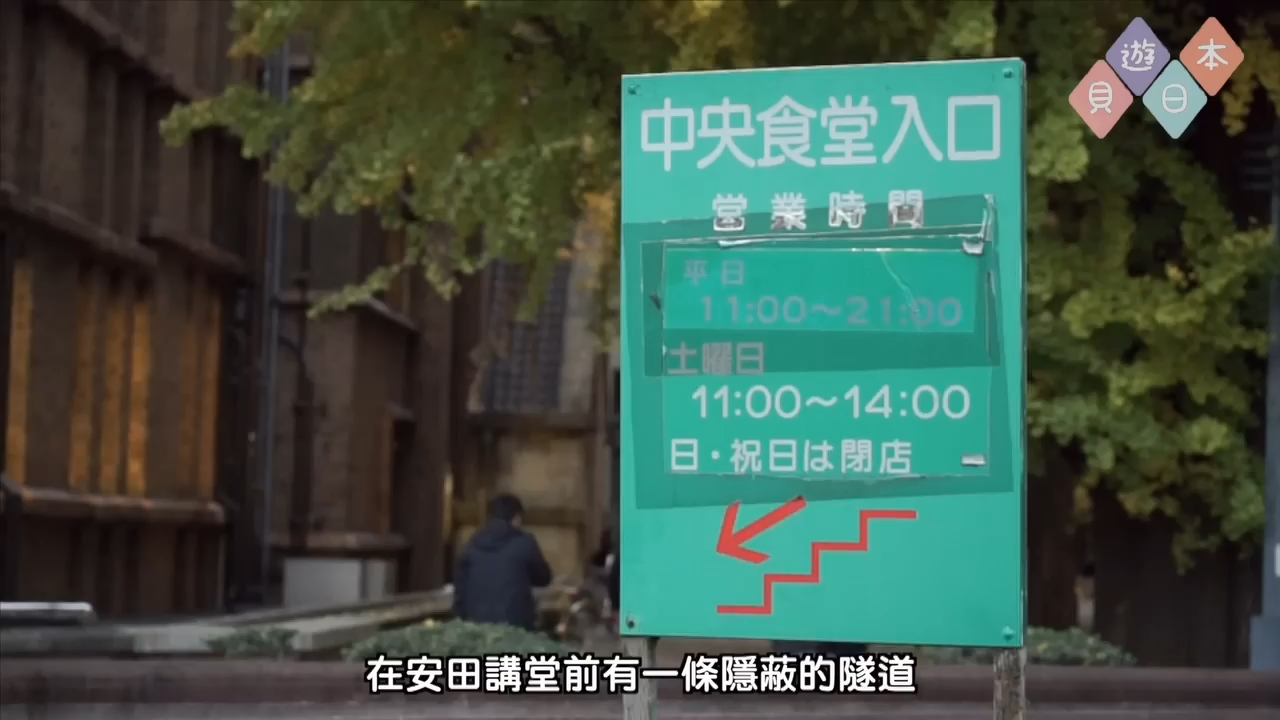 中央食堂入口
営業時間
平日
11:00～21:00
土曜日
11:00～14:00
日・祝日は閉店
遊本
貝日
在安田講堂前有一條隱蔽的隧道